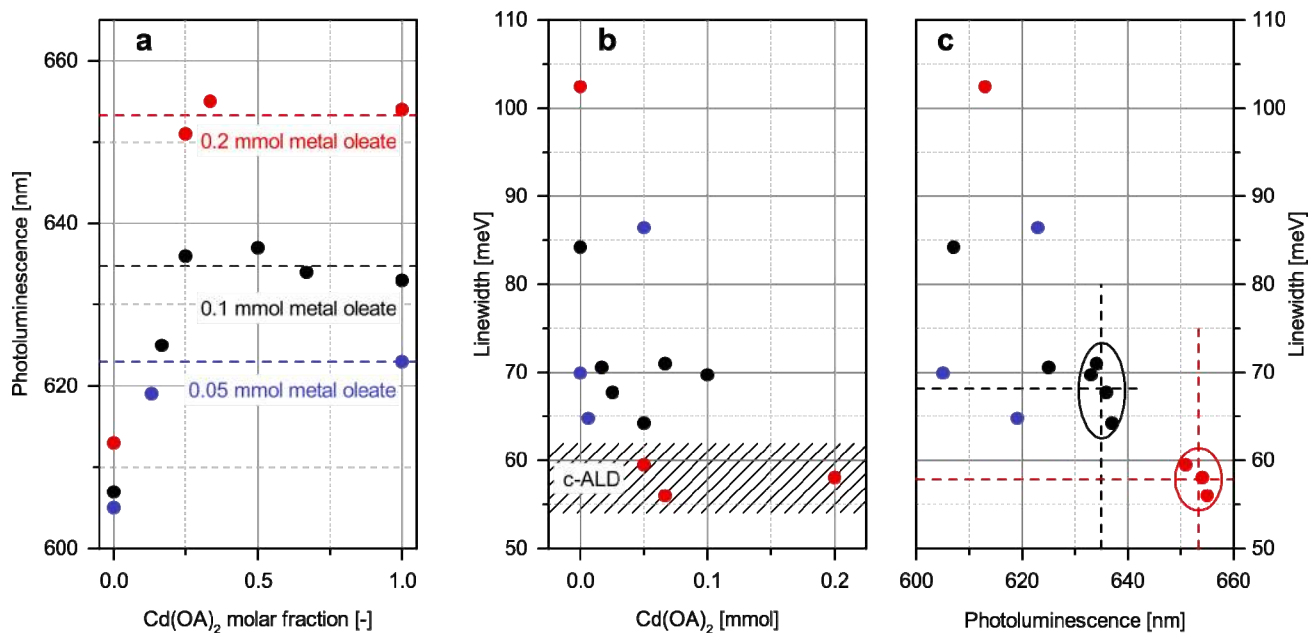 a
660
640
620
600
Photoluminescence [nm]
0.2 mmol metal oleate
0.1 mmol metal oleate
0.05 mmol metal oleate
0.0
0.5
1.0
Cd(OA)₂ molar fraction [-]
b
110
100
90
80
70
60
50
Linewidth [meV]
c-ALD
0.0
0.1
0.2
Cd(OA)₂ [mmol]
c
110
100
90
80
70
60
50
Linewidth [meV]
600
620
640
660
Photoluminescence [nm]